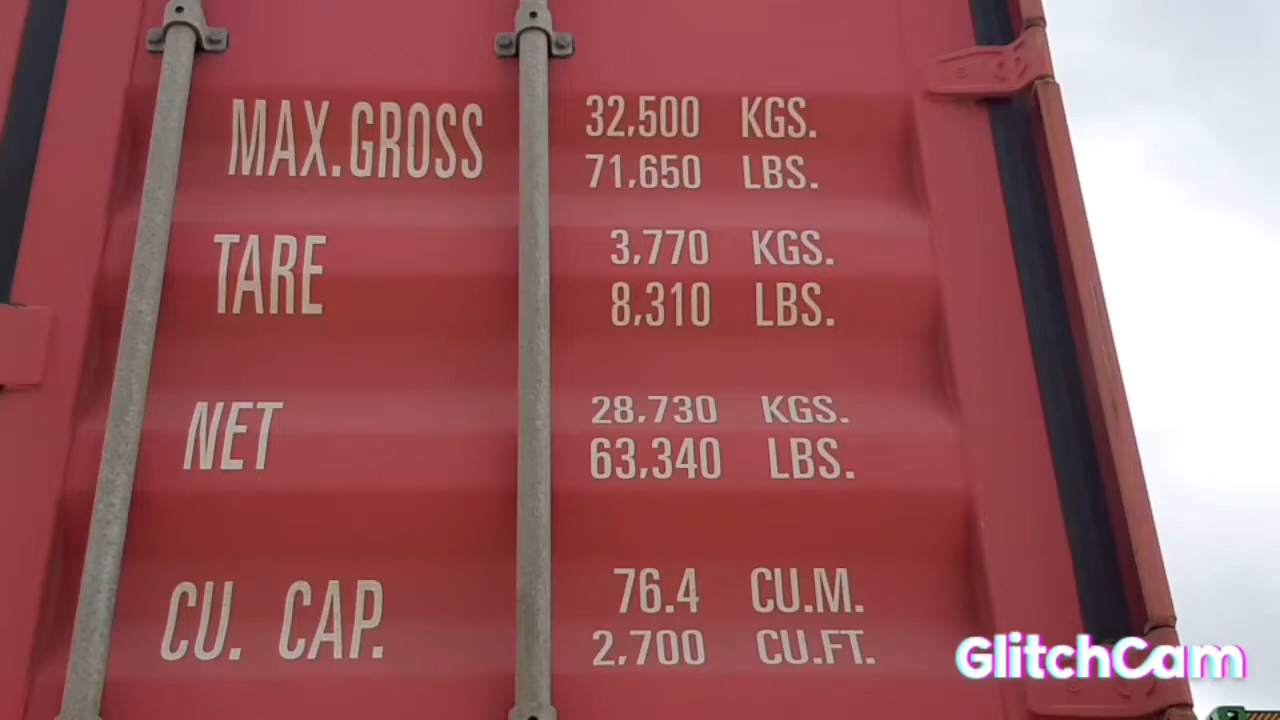 MAX.GROSS 32,500 KGS.
71,650 LBS.
TARE 3,770 KGS.
8,310 LBS.
NET 28,730 KGS.
63,340 LBS.
CU. CAP. 76.4 CU.M.
2,700 CU.FT.
GlitchCam